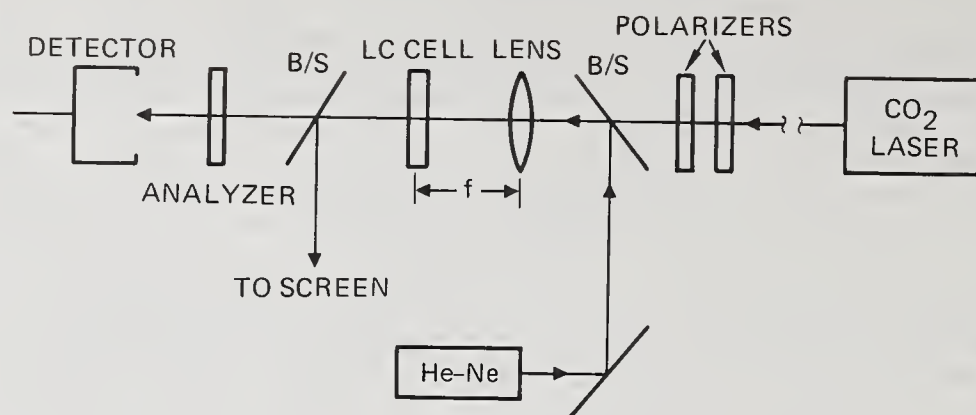 POLARIZERS
DETECTOR
B/S
LC CELL
LENS
B/S
CO2
LASER
ANALYZER
f
TO SCREEN
He-Ne